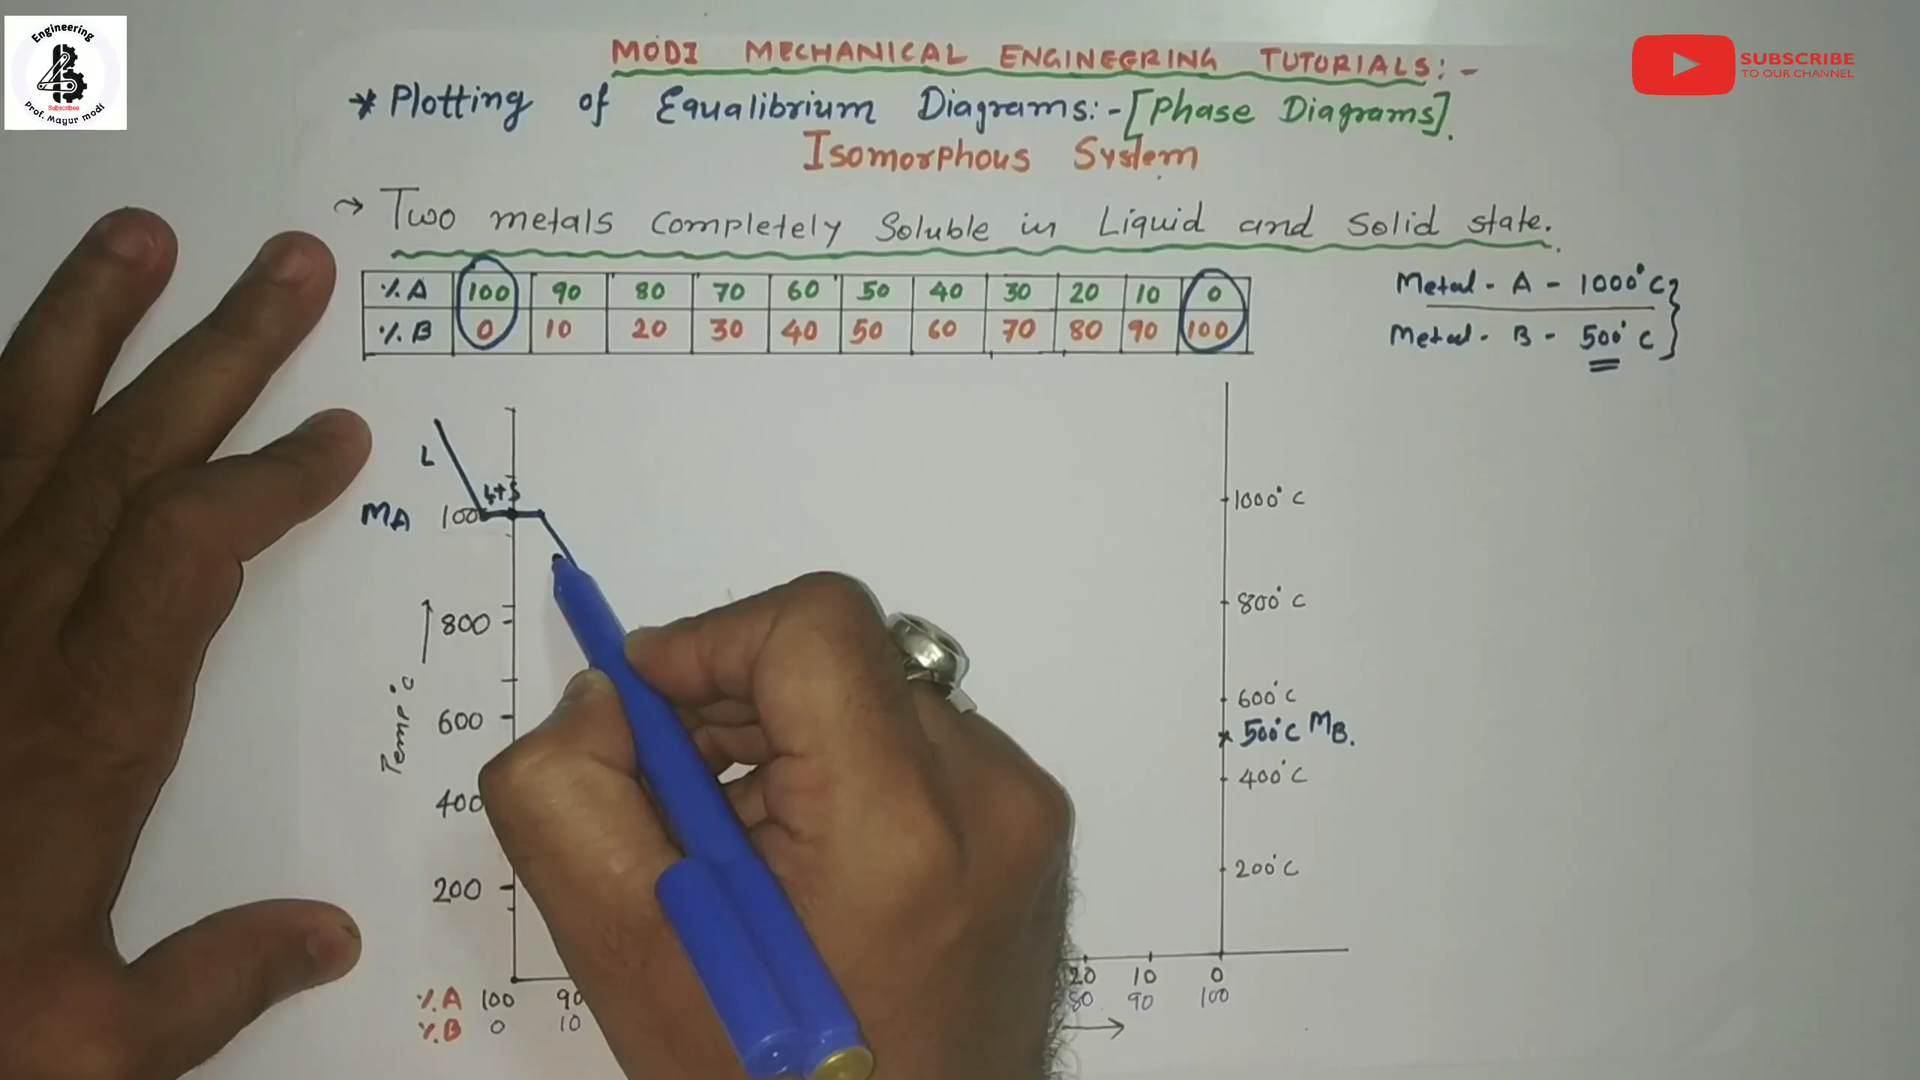 Engineering
Subscribes
Prof. Mayur modi
SUBSCRIBE
TO OUR CHANNEL
MODI MECHANICAL ENGINEERING TUTORIALS:-
* Plotting of Equalibrium Diagrams:-[Phase Diagrams].
Isomorphous System
→ Two metals completely Soluble in Liquid and Solid state.
%A 100 90 80 70 60 50 40 30 20 10 0
%B 0 10 20 30 40 50 60 70 80 90 100
Metal - A - 1000°C
Metal - B - 500°C
L
L+S
MA 100
1000°C
800
800°C
Temp °c
600
600°C
500°C MB.
400
400°C
200
200°C
%A 100 90 20 10 0
80 90 100
%B 0 10